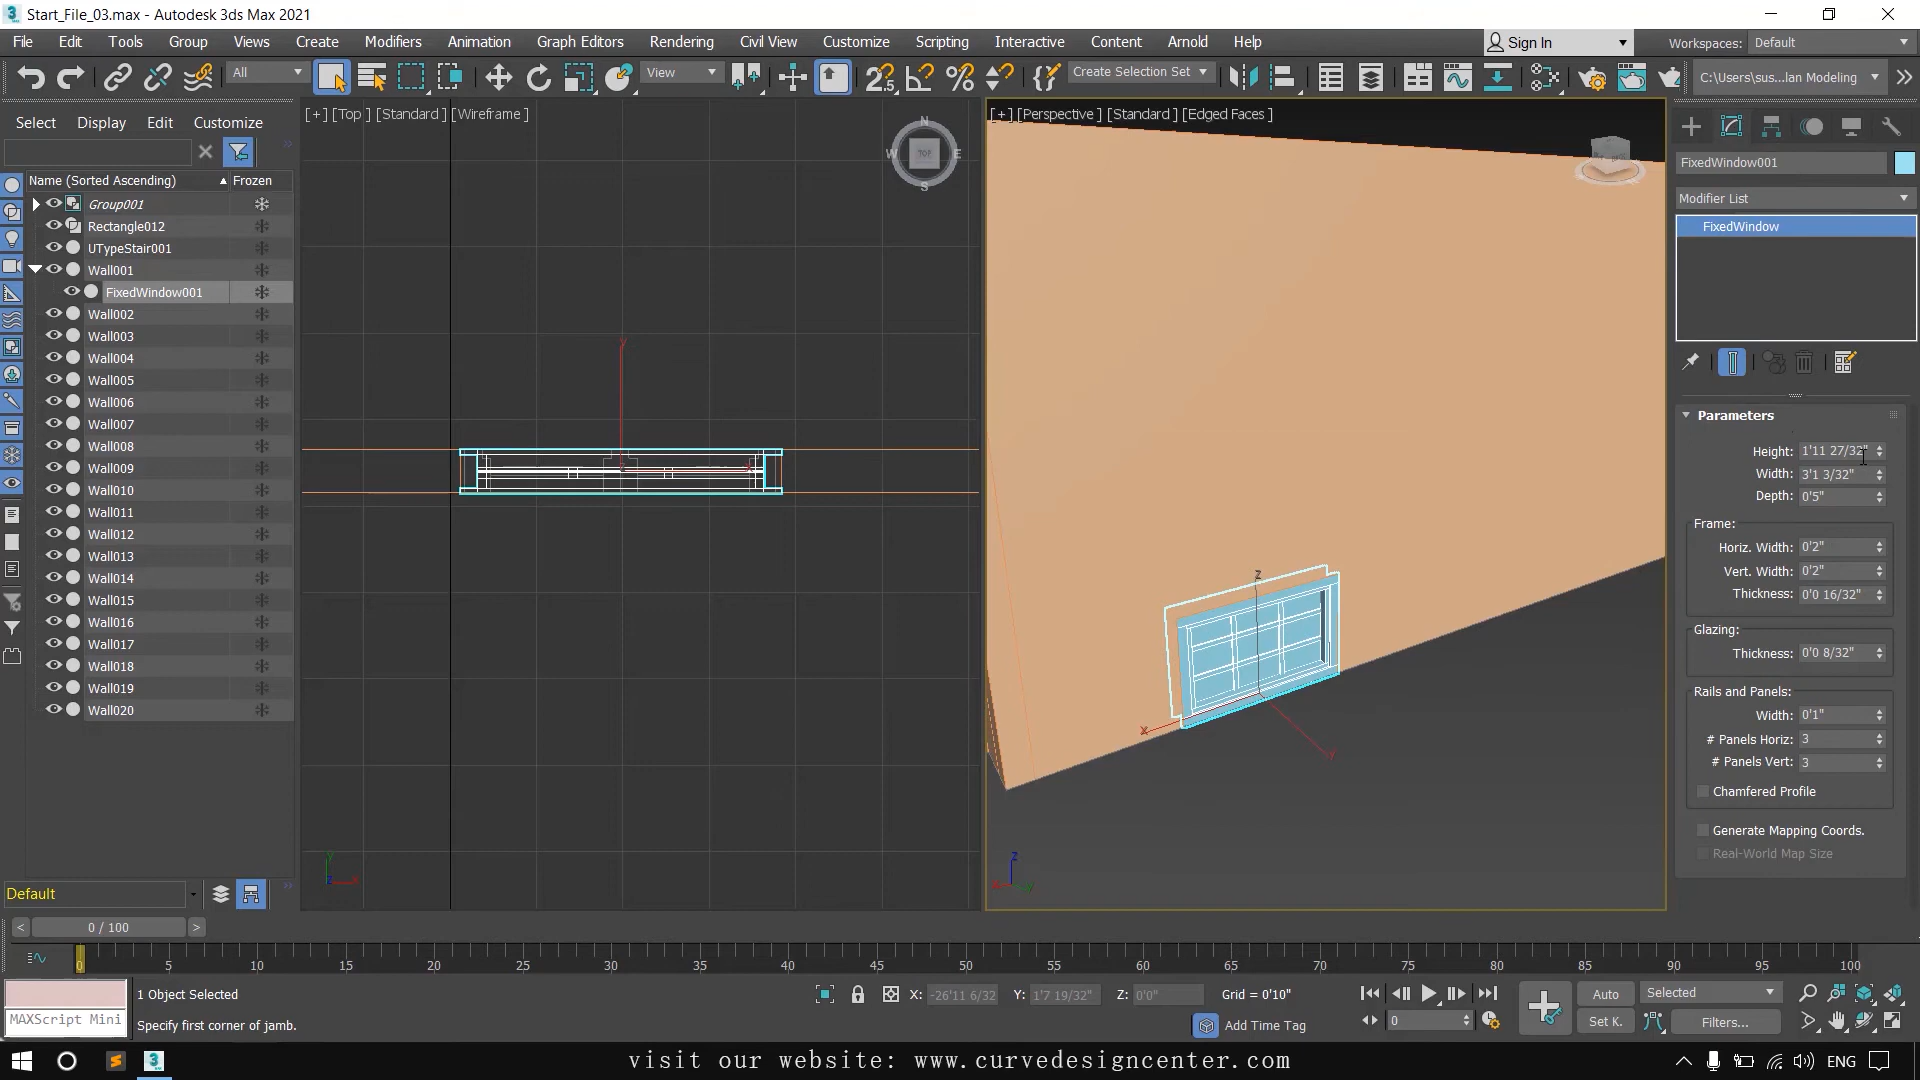 Start_File_03.max - Autodesk 3ds Max 2021
File Edit Tools Group Views Create Modifiers Animation Graph Editors Rendering Civil View Customize Scripting Interactive Content Arnold Help Sign In Workspaces: Default
All View Create Selection Set C:\Users\sus...lan Modeling
Select Display Edit Customize
Name (Sorted Ascending) Frozen
Group001
Rectangle012
UTypeStair001
Wall001
FixedWindow001
Wall002
Wall003
Wall004
Wall005
Wall006
Wall007
Wall008
Wall009
Wall010
Wall011
Wall012
Wall013
Wall014
Wall015
Wall016
Wall017
Wall018
Wall019
Wall020
Default
[+] [Top] [Standard] [Wireframe]
N
W TOP E
S
y
y
x
z
[+] [Perspective] [Standard] [Edged Faces]
z
x
y
z
x y
FixedWindow001
Modifier List
FixedWindow
Parameters
Height: 1'11 27/32"
Width: 3'1 3/32"
Depth: 0'5"
Frame:
Horiz. Width: 0'2"
Vert. Width: 0'2"
Thickness: 0'0 16/32"
Glazing:
Thickness: 0'0 8/32"
Rails and Panels:
Width: 0'1"
# Panels Horiz: 3
# Panels Vert: 3
Chamfered Profile
Generate Mapping Coords.
Real-World Map Size
< 0 / 100 >
0 5 10 15 20 25 30 35 40 45 50 55 60 65 70 75 80 85 90 95 100
1 Object Selected X: -26'11 6/32 Y: 1'7 19/32" Z: 0'0" Grid = 0'10" Auto Selected
MAXScript Mini Specify first corner of jamb. Add Time Tag 0 Set K. Filters...
visit our website: www.curvedesigncenter.com ENG